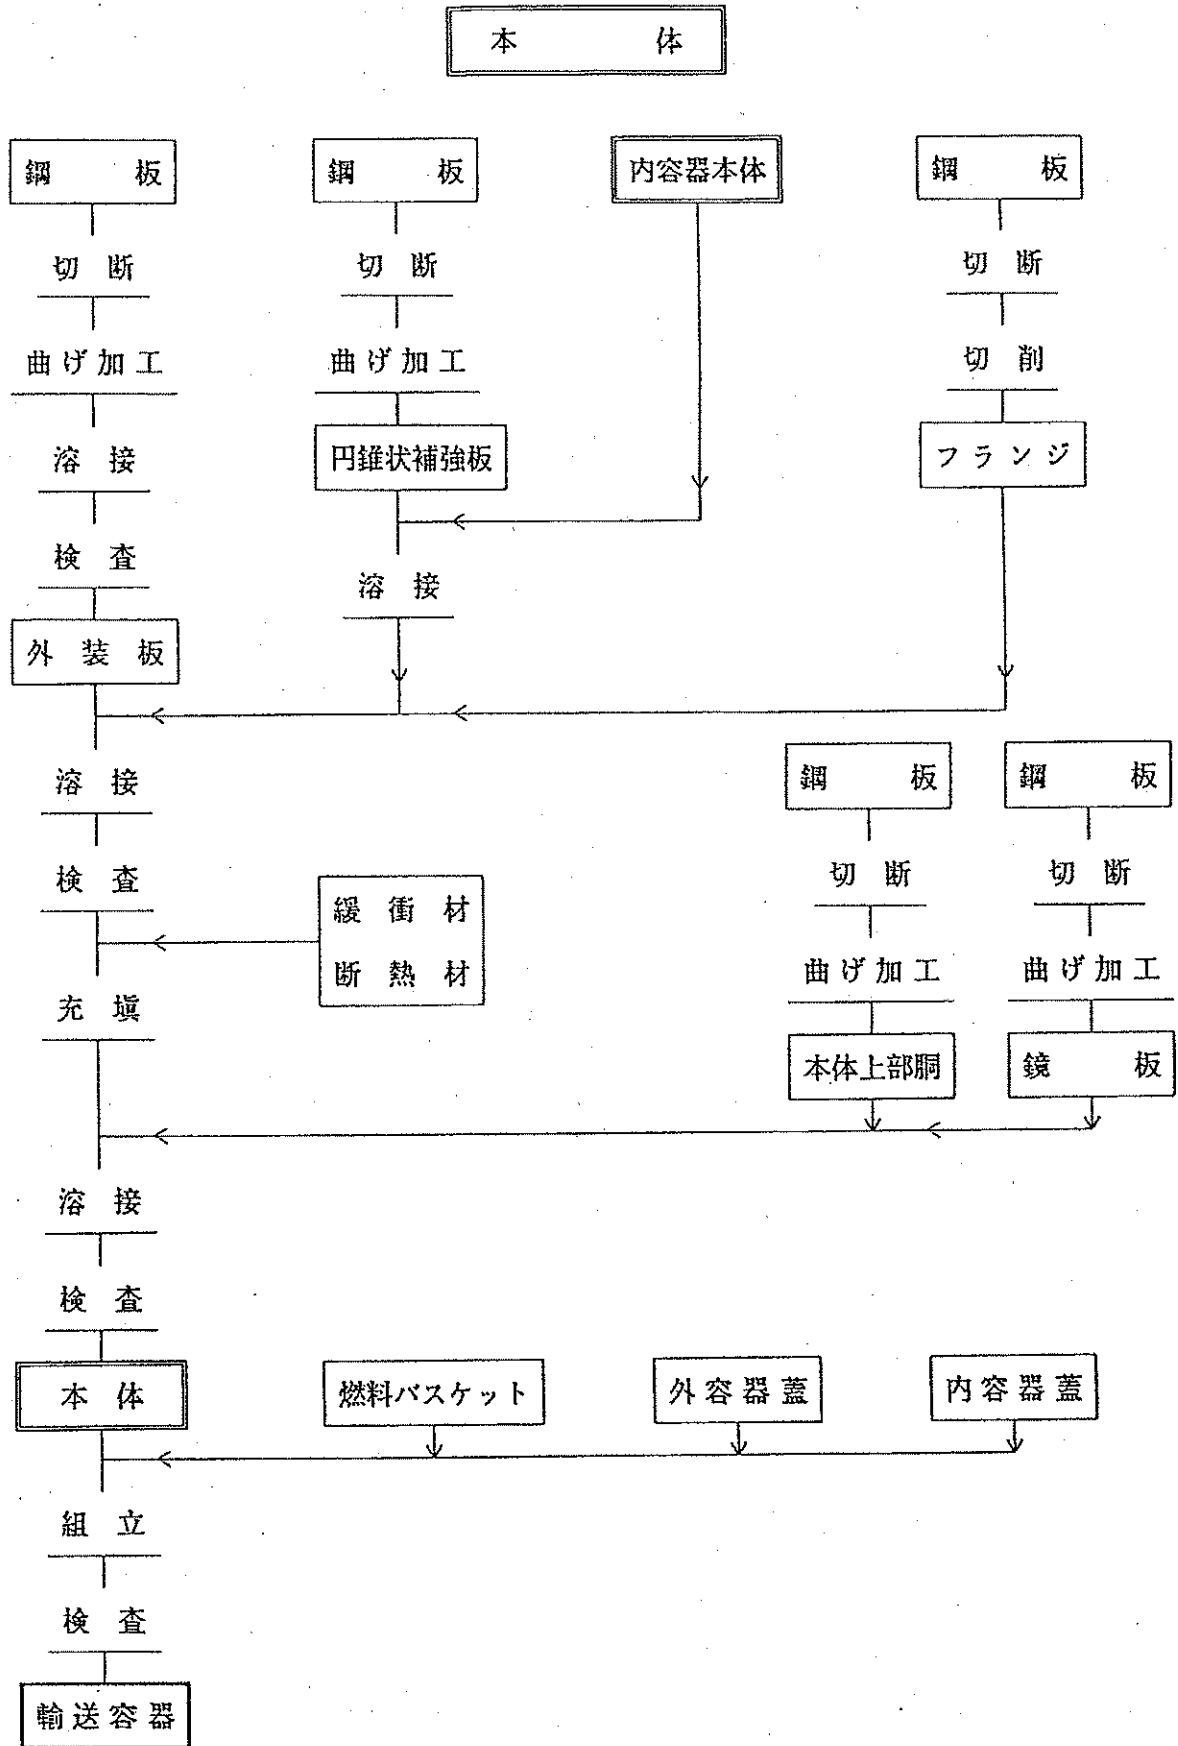 本体
鋼板
鋼板
内容器本体
鋼板
切断
切断
切断
曲げ加工
曲げ加工
切削
溶接
円錐状補強板
フランジ
検査
溶接
外装板
溶接
鋼板
鋼板
検査
緩衝材
断熱材
切断
切断
充塡
曲げ加工
曲げ加工
本体上部胴
鏡板
溶接
検査
本体
燃料バスケット
外容器蓋
内容器蓋
組立
検査
輸送容器